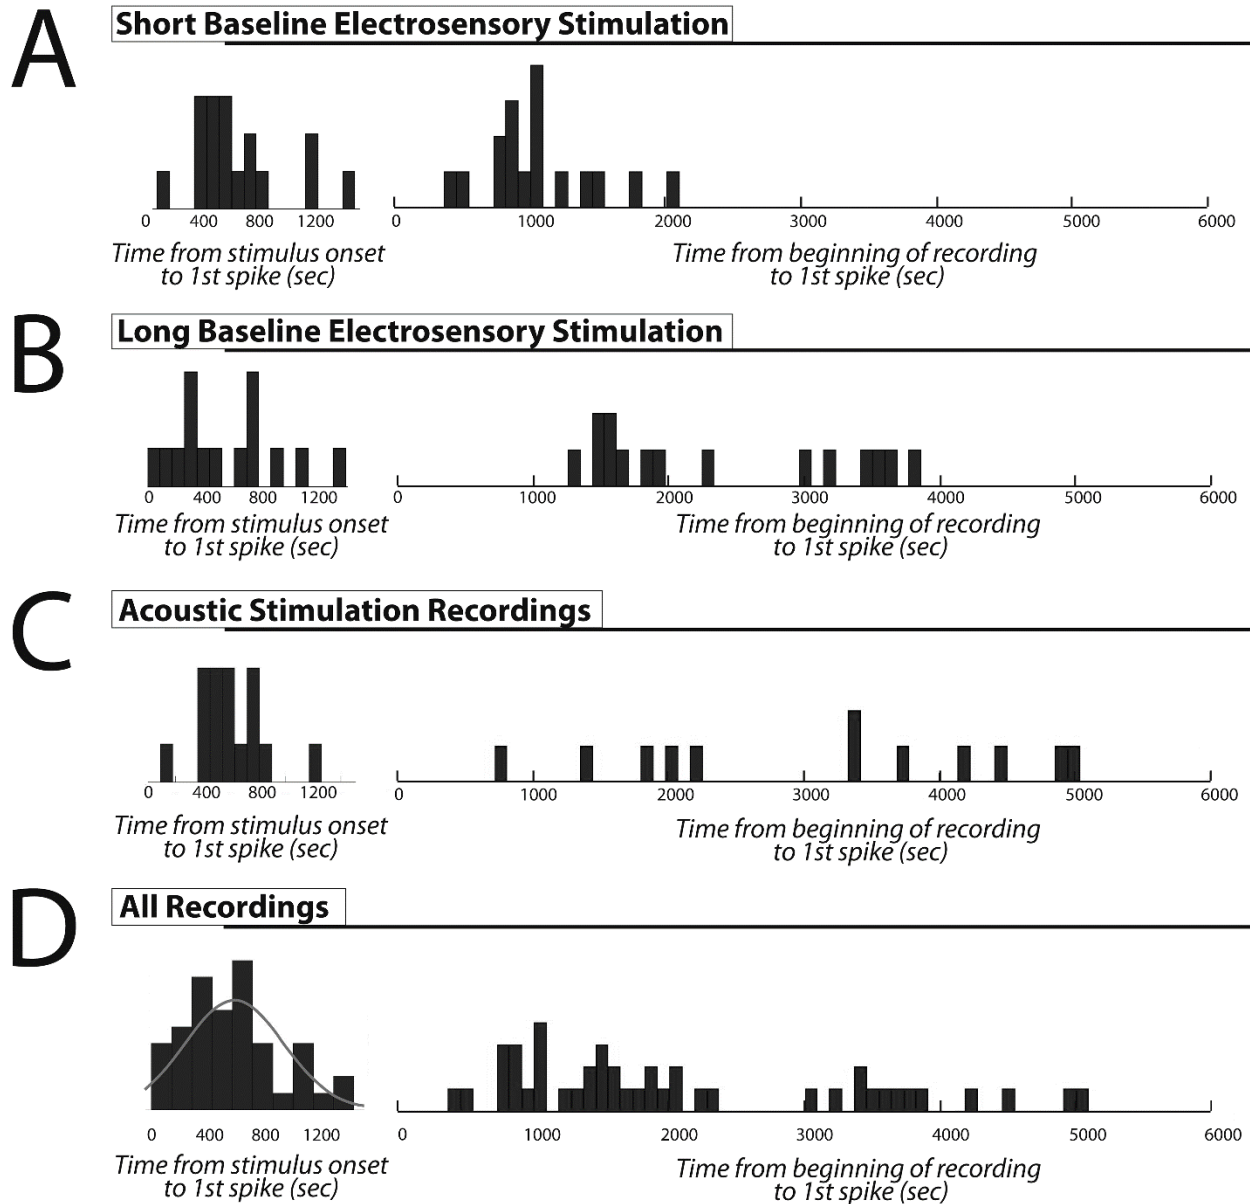 A
Short Baseline Electrosensory Stimulation
0 400 800 1200
0 1000 2000 3000 4000 5000 6000
Time from stimulus onset
to 1st spike (sec)
Time from beginning of recording
to 1st spike (sec)
B
Long Baseline Electrosensory Stimulation
0 400 800 1200
0 1000 2000 3000 4000 5000 6000
Time from stimulus onset
to 1st spike (sec)
Time from beginning of recording
to 1st spike (sec)
C
Acoustic Stimulation Recordings
0 400 800 1200
0 1000 2000 3000 4000 5000 6000
Time from stimulus onset
to 1st spike (sec)
Time from beginning of recording
to 1st spike (sec)
D
All Recordings
0 400 800 1200
0 1000 2000 3000 4000 5000 6000
Time from stimulus onset
to 1st spike (sec)
Time from beginning of recording
to 1st spike (sec)